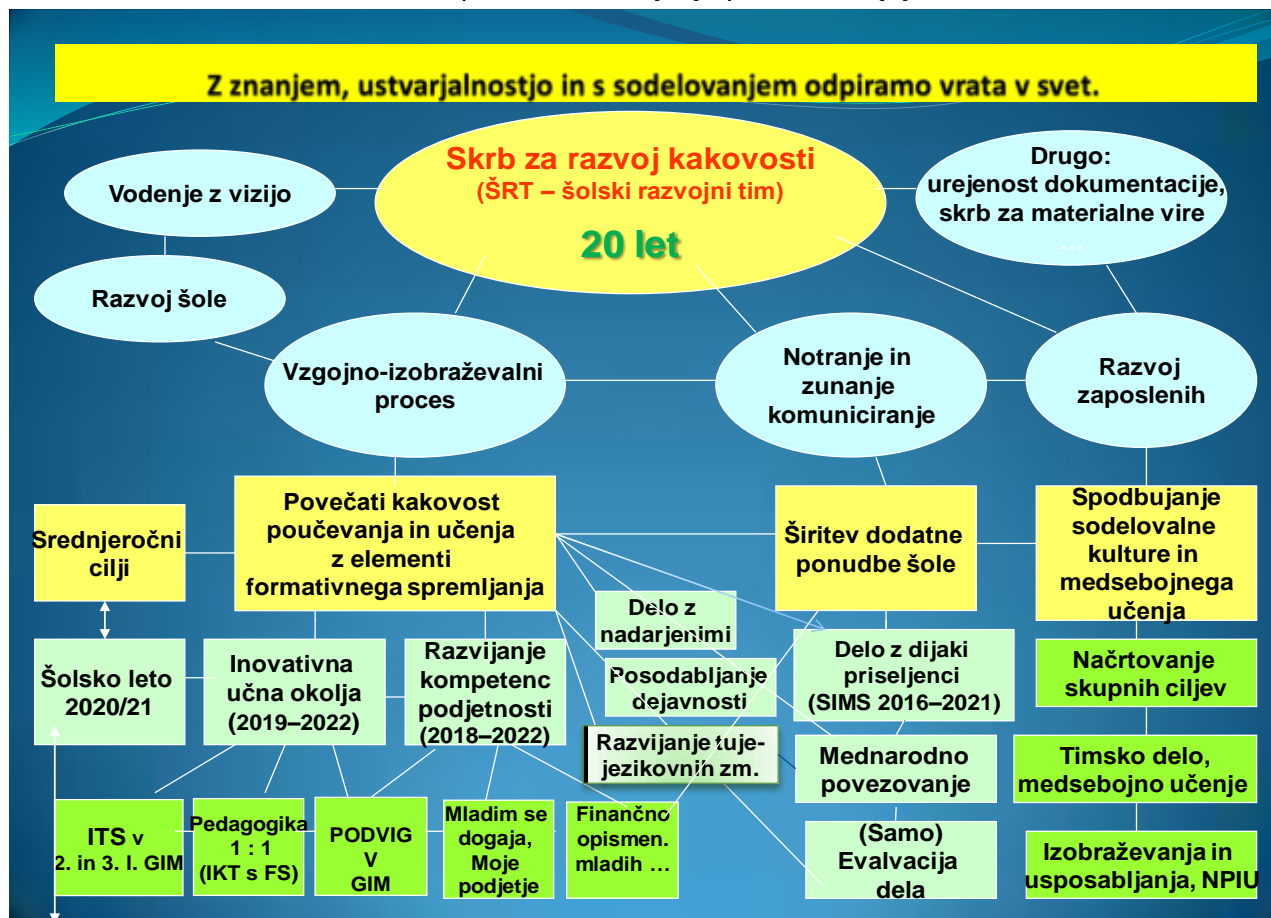 Z znanjem, ustvarjalnostjo in s sodelovanjem odpiramo vrata v svet.
Skrb za razvoj kakovosti
(ŠRT – šolski razvojni tim)
20 let
Vodenje z vizijo
Drugo:
urejenost dokumentacije,
skrb za materialne vire
…
Razvoj šole
Vzgojno-izobraževalni
proces
Notranje in
zunanje
komuniciranje
Razvoj
zaposlenih
Srednjeročni
cilji
Povečati kakovost
poučevanja in učenja
z elementi
formativnega spremljanja
Širitev dodatne
ponudbe šole
Spodbujanje
sodelovalne
kulture in
medsebojnega
učenja
Šolsko leto
2020/21
Inovativna
učna okolja
(2019–2022)
Razvijanje
kompetenc
podjetnosti
(2018–2022)
Delo z
nadarjenimi
Posodabljanje
dejavnosti
Razvijanje tuje-
jezikovnih zm.
Delo z dijaki
priseljenci
(SIMS 2016–2021)
Mednarodno
povezovanje
(Samo)
Evalvacija
dela
Načrtovanje
skupnih ciljev
Timsko delo,
medsebojno učenje
Izobraževanja in
usposabljanja, NPIU
ITS v
2. in 3. l. GIM
Pedagogika
1 : 1
(IKT s FS)
PODVIG
V
GIM
Mladim se
dogaja,
Moje
podjetje
Finančno
opismen.
mladih …